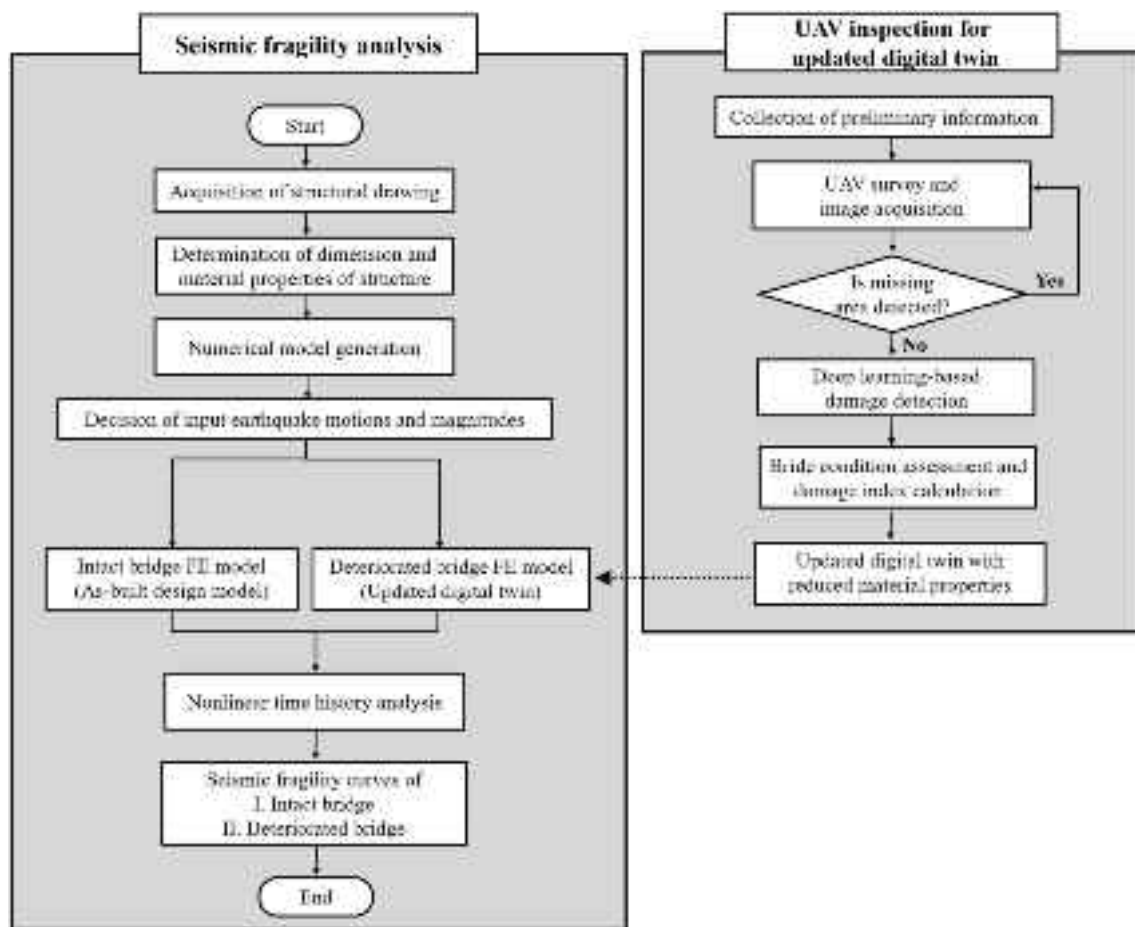 Seismic fragility analysis
Start
Acquisition of structural drawing
Determination of dimension and
material properties of structure
Numerical model generation
Decision of input earthquake motions and magnitudes
Intact bridge FE model
(As-built design model)
Deteriorated bridge FE model
(Updated digital twin)
Nonlinear time history analysis
Seismic fragility curves of
I. Intact bridge
II. Deteriorated bridge
End
UAV inspection for
updated digital twin
Collection of preliminary information
UAV survey and
image acquisition
Is missing
area detected?
Yes
No
Deep learning-based
damage detection
Bride condition assessment and
damage index calculation
Updated digital twin with
reduced material properties